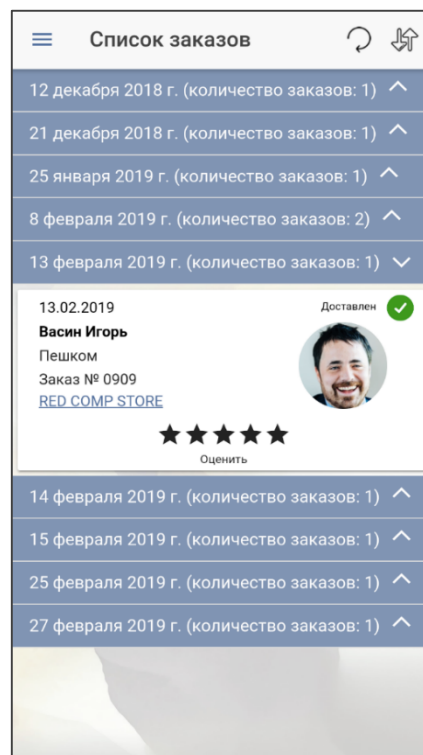 Список заказов
12 декабря 2018 г. (количество заказов: 1)
21 декабря 2018 г. (количество заказов: 1)
25 января 2019 г. (количество заказов: 1)
8 февраля 2019 г. (количество заказов: 2)
13 февраля 2019 г. (количество заказов: 1)
13.02.2019 Доставлен
Васин Игорь
Пешком
Заказ № 0909
RED COMP STORE
Оценить
14 февраля 2019 г. (количество заказов: 1)
15 февраля 2019 г. (количество заказов: 1)
25 февраля 2019 г. (количество заказов: 1)
27 февраля 2019 г. (количество заказов: 1)